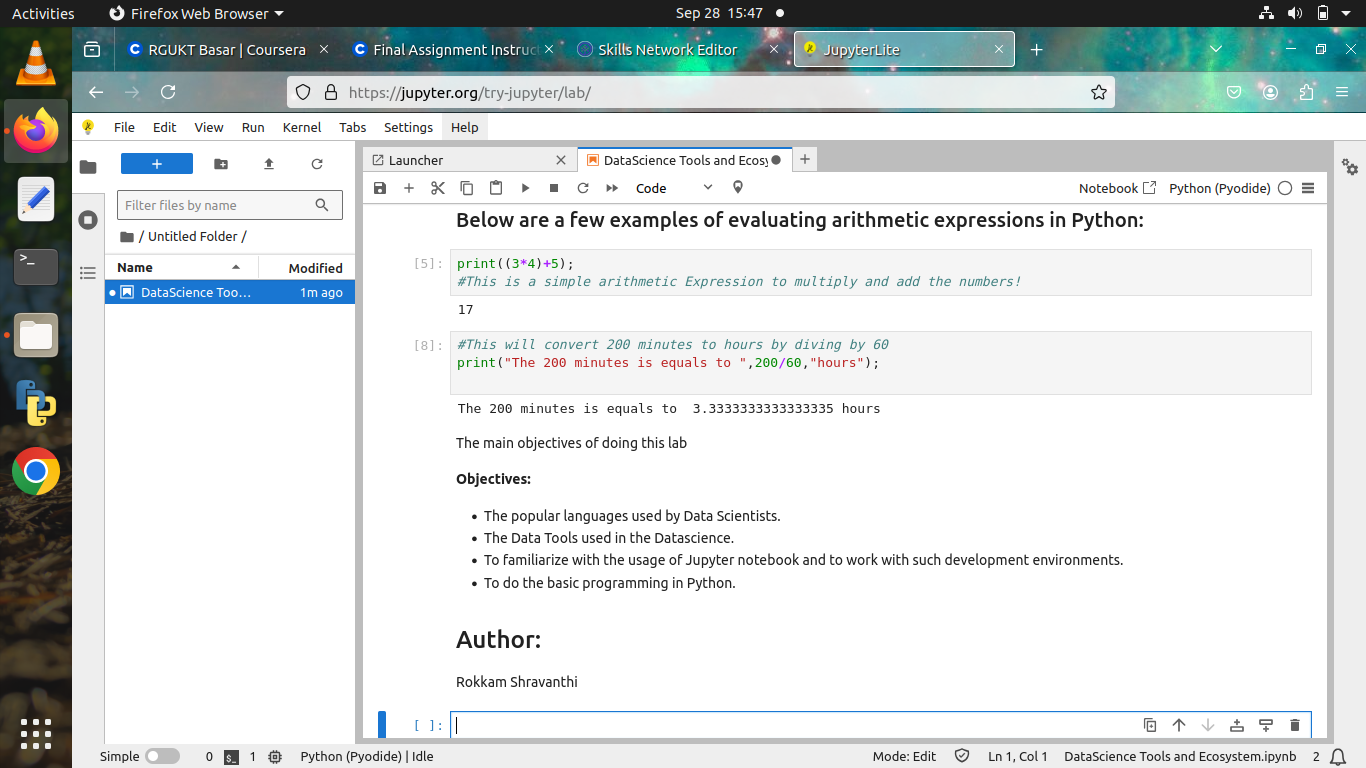 Activities
Firefox Web Browser
Sep 28 15:47
RGUKT Basar | Coursera
Final Assignment Instruc
Skills Network Editor
JupyterLite
https://jupyter.org/try-jupyter/lab/
File Edit View Run Kernel Tabs Settings Help
Launcher
DataScience Tools and Ecosy
Code
Notebook
Python (Pyodide)
Filter files by name
/ Untitled Folder /
Name Modified
DataScience Too… 1m ago
Below are a few examples of evaluating arithmetic expressions in Python:
[5]: print((3*4)+5);
#This is a simple arithmetic Expression to multiply and add the numbers!
17
[8]: #This will convert 200 minutes to hours by diving by 60
print("The 200 minutes is equals to ",200/60,"hours");
The 200 minutes is equals to  3.3333333333333335 hours
The main objectives of doing this lab
Objectives:
• The popular languages used by Data Scientists.
• The Data Tools used in the Datascience.
• To familiarize with the usage of Jupyter notebook and to work with such development environments.
• To do the basic programming in Python.
Author:
Rokkam Shravanthi
[ ]:
Simple 0 1 Python (Pyodide) | Idle
Mode: Edit Ln 1, Col 1 DataScience Tools and Ecosystem.ipynb 2